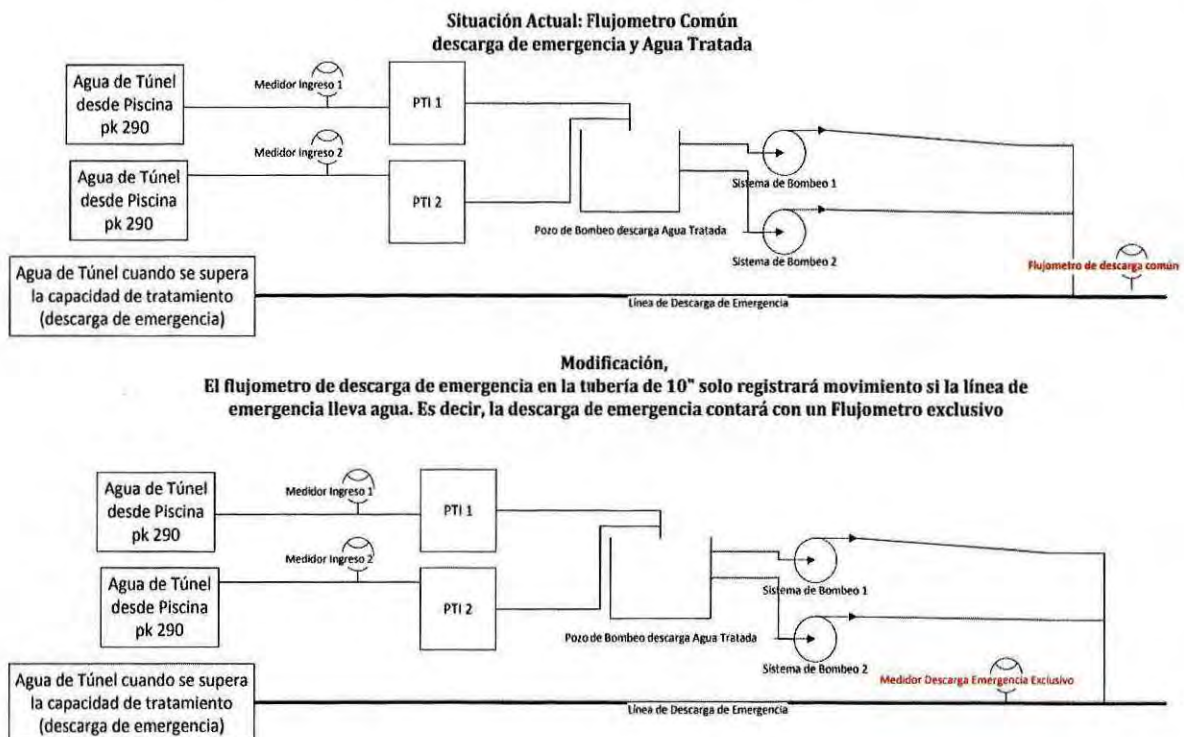 Situación Actual: Flujometro Común
descarga de emergencia y Agua Tratada
Agua de Túnel
desde Piscina
pk 290
Medidor Ingreso 1
PTI 1
Agua de Túnel
desde Piscina
pk 290
Medidor Ingreso 2
PTI 2
Pozo de Bombeo descarga Agua Tratada
Sistema de Bombeo 1
Sistema de Bombeo 2
Flujometro de descarga común
Agua de Túnel cuando se supera
la capacidad de tratamiento
(descarga de emergencia)
Línea de Descarga de Emergencia
Modificación,
El flujometro de descarga de emergencia en la tubería de 10" solo registrará movimiento si la línea de
emergencia lleva agua. Es decir, la descarga de emergencia contará con un Flujometro exclusivo
Agua de Túnel
desde Piscina
pk 290
Medidor Ingreso 1
PTI 1
Agua de Túnel
desde Piscina
pk 290
Medidor Ingreso 2
PTI 2
Pozo de Bombeo descarga Agua Tratada
Sistema de Bombeo 1
Sistema de Bombeo 2
Medidor Descarga Emergencia Exclusivo
Agua de Túnel cuando se supera
la capacidad de tratamiento
(descarga de emergencia)
Línea de Descarga de Emergencia